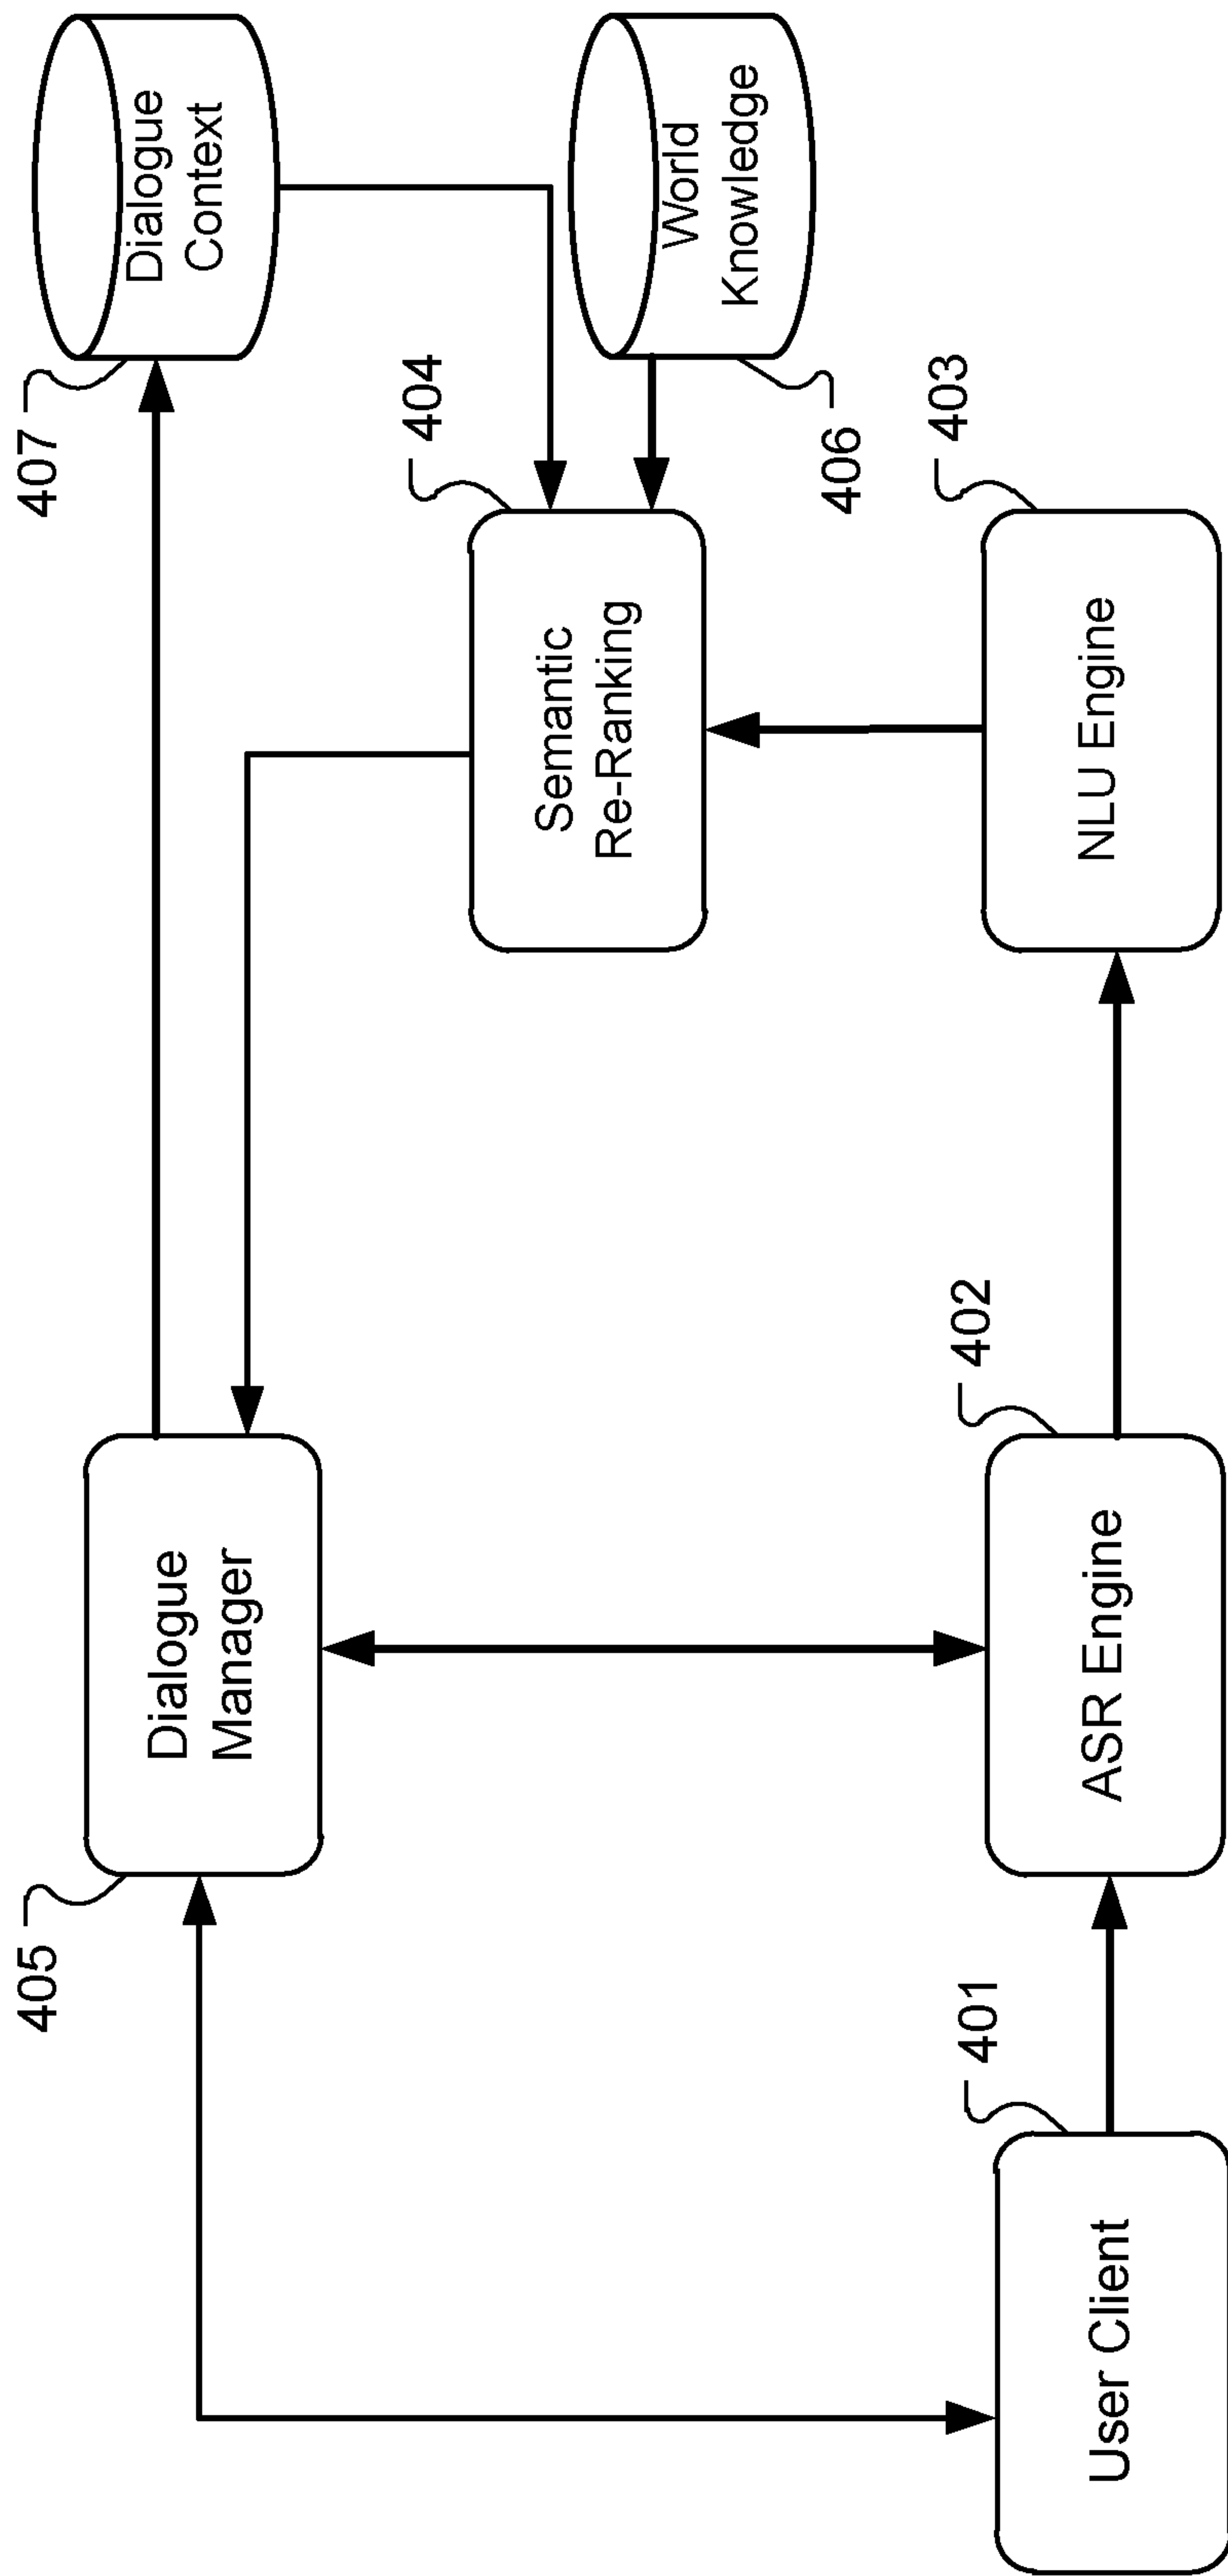 405
Dialogue
Manager
407
Dialogue
Context
404
Semantic
Re-Ranking
World
Knowledge
406
401
User Client
402
ASR Engine
403
NLU Engine